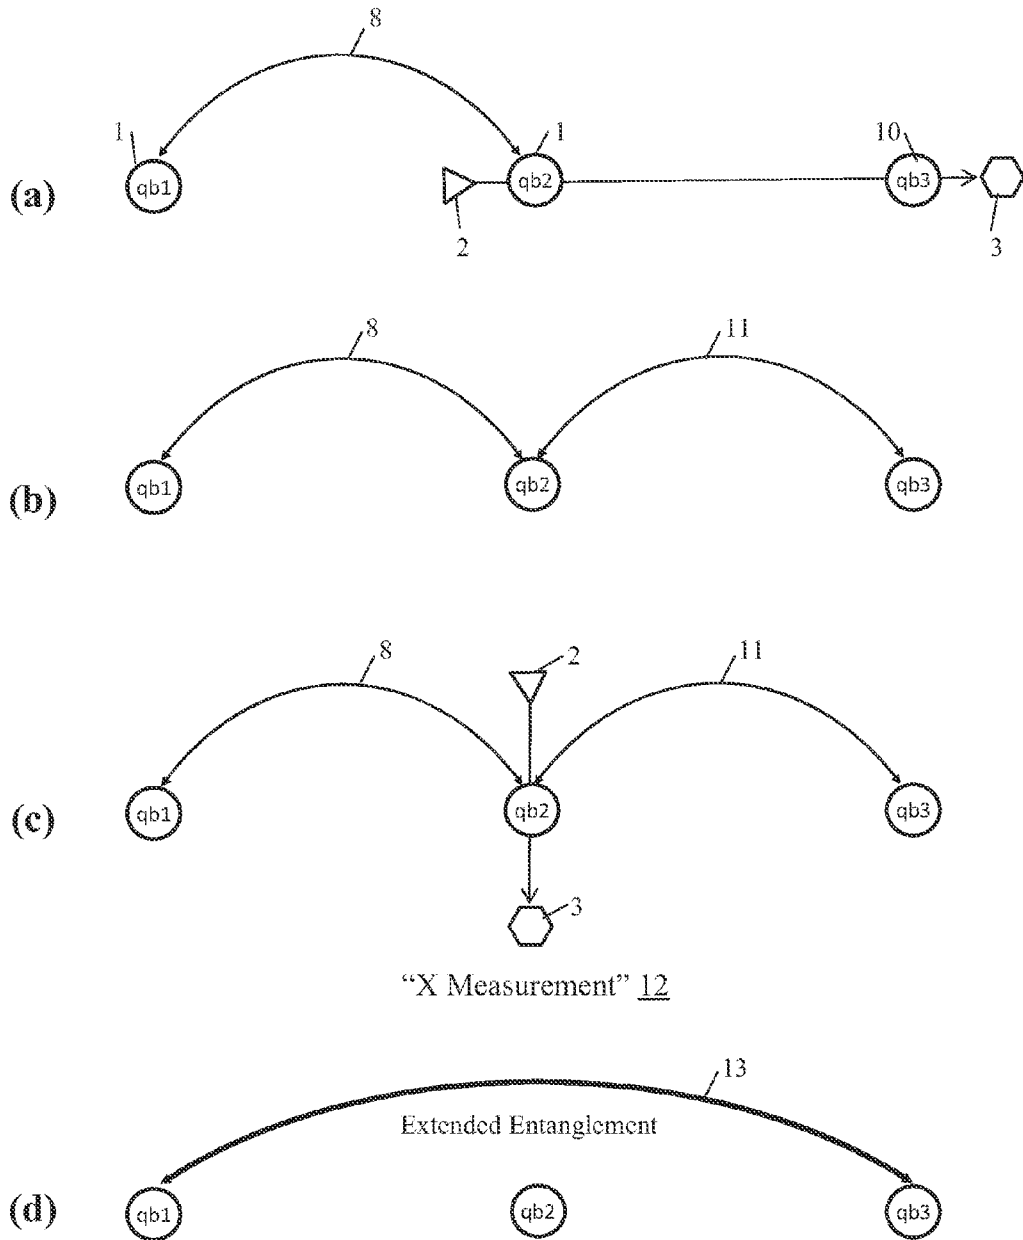 8
1
1
10
(a)
qb1
qb2
qb3
2
3
8
11
(b)
qb1
qb2
qb3
8
2
11
(c)
qb1
qb2
qb3
3
“X Measurement” 12
13
Extended Entanglement
(d)
qb1
qb2
qb3